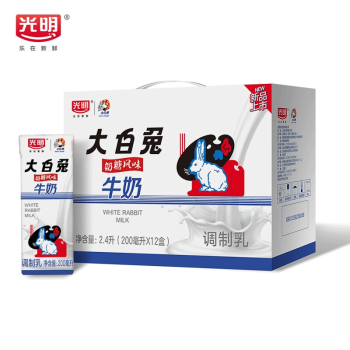 光明
乐在新鲜
NEW
新品
上市
光明
大白兔
奶糖风味
牛奶
WHITE RABBIT
MILK
净含量：2.4升（200毫升X12盒）
调制乳
光明
大白兔
奶糖风味
牛奶
WHITE
RABBIT
MILK
调制乳
净含量：200毫升